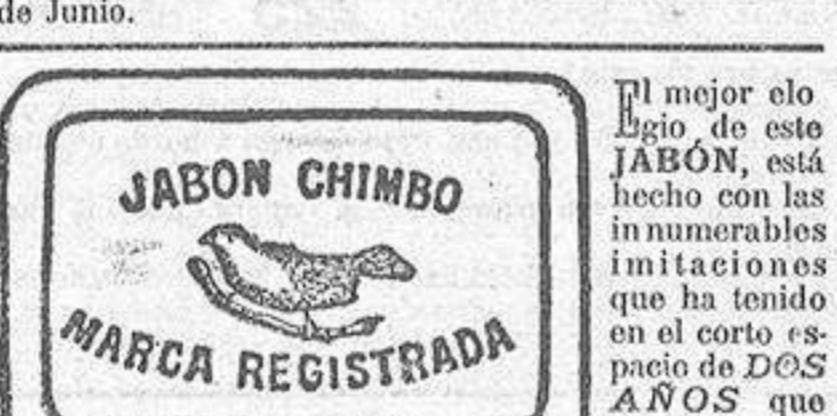 de Junio.
JABON CHIMBO
MARCA REGISTRADA
El mejor elo
gio de este
JABÓN, está
hecho con las
innumerables
imitaciones
que ha tenido
en el corto es-
pacio de DOS
AÑOS que